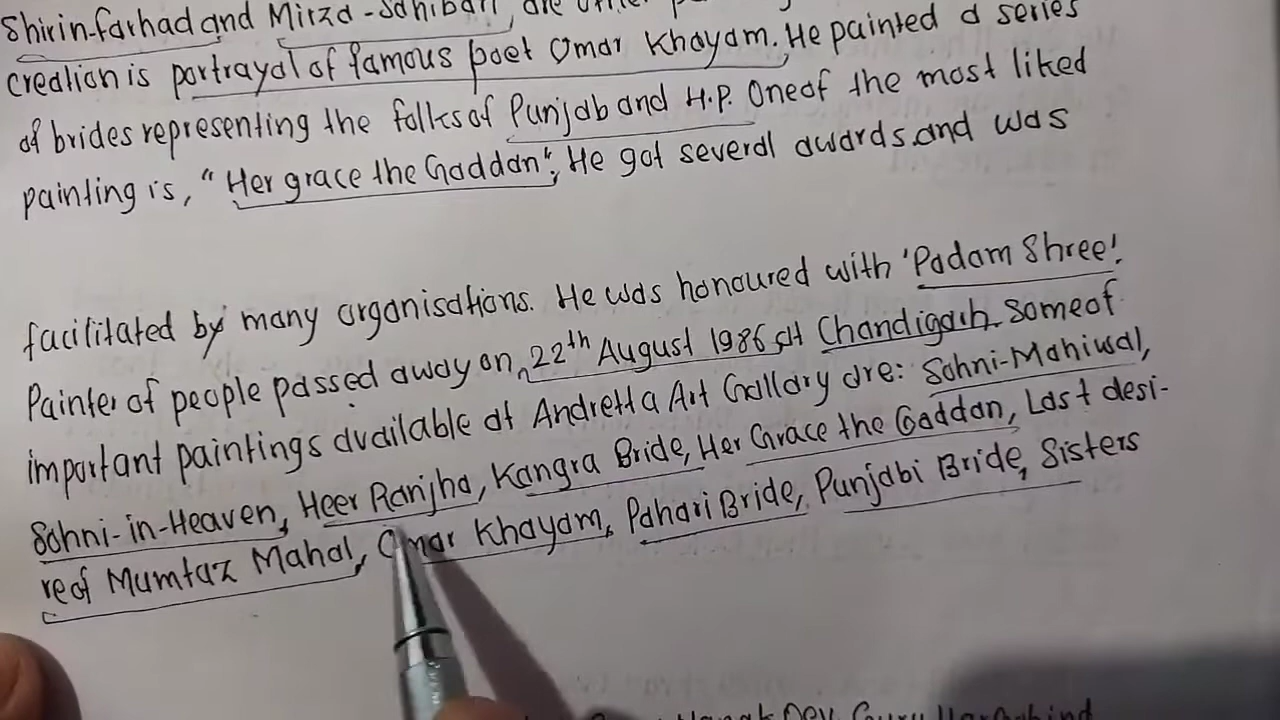 Shirin-farhad and Mirza-Sahiban, are other
creation is portrayal of famous poet Omar Khayam. He painted a series
of brides representing the folks of Punjab and H.P. One of the most liked
painting is, "Her grace the Gaddan". He got several awards and was
facilitated by many organisations. He was honoured with 'Padam Shree'.
Painter of people passed away on 22th August 1986 at Chandigarh. Some of
important paintings available at Andretta Art Gallary are: Sohni-Mahiwal,
Sohni-in-Heaven, Heer Ranjha, Kangra Bride, Her Grace the Gaddan, Last desi-
re of Mumtaz Mahal, Omar Khayam, Pahari Bride, Punjabi Bride, Sisters
Nanak Dev, Guru Hargobind